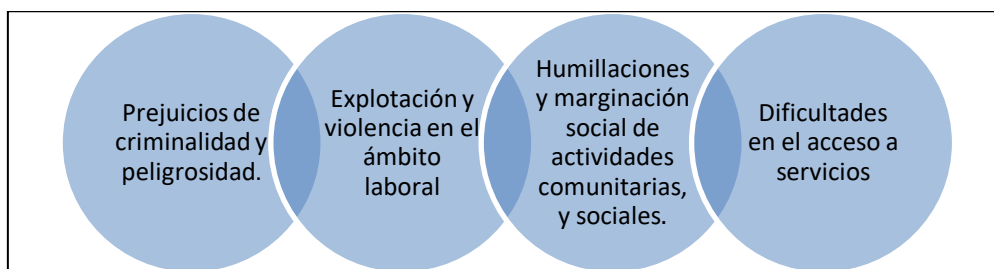 Prejuicios de
criminalidad y
peligrosidad.
Explotación y
violencia en el
ámbito
laboral
Humillaciones
y marginación
social de
actividades
comunitarias,
y sociales.
Dificultades
en el acceso a
servicios